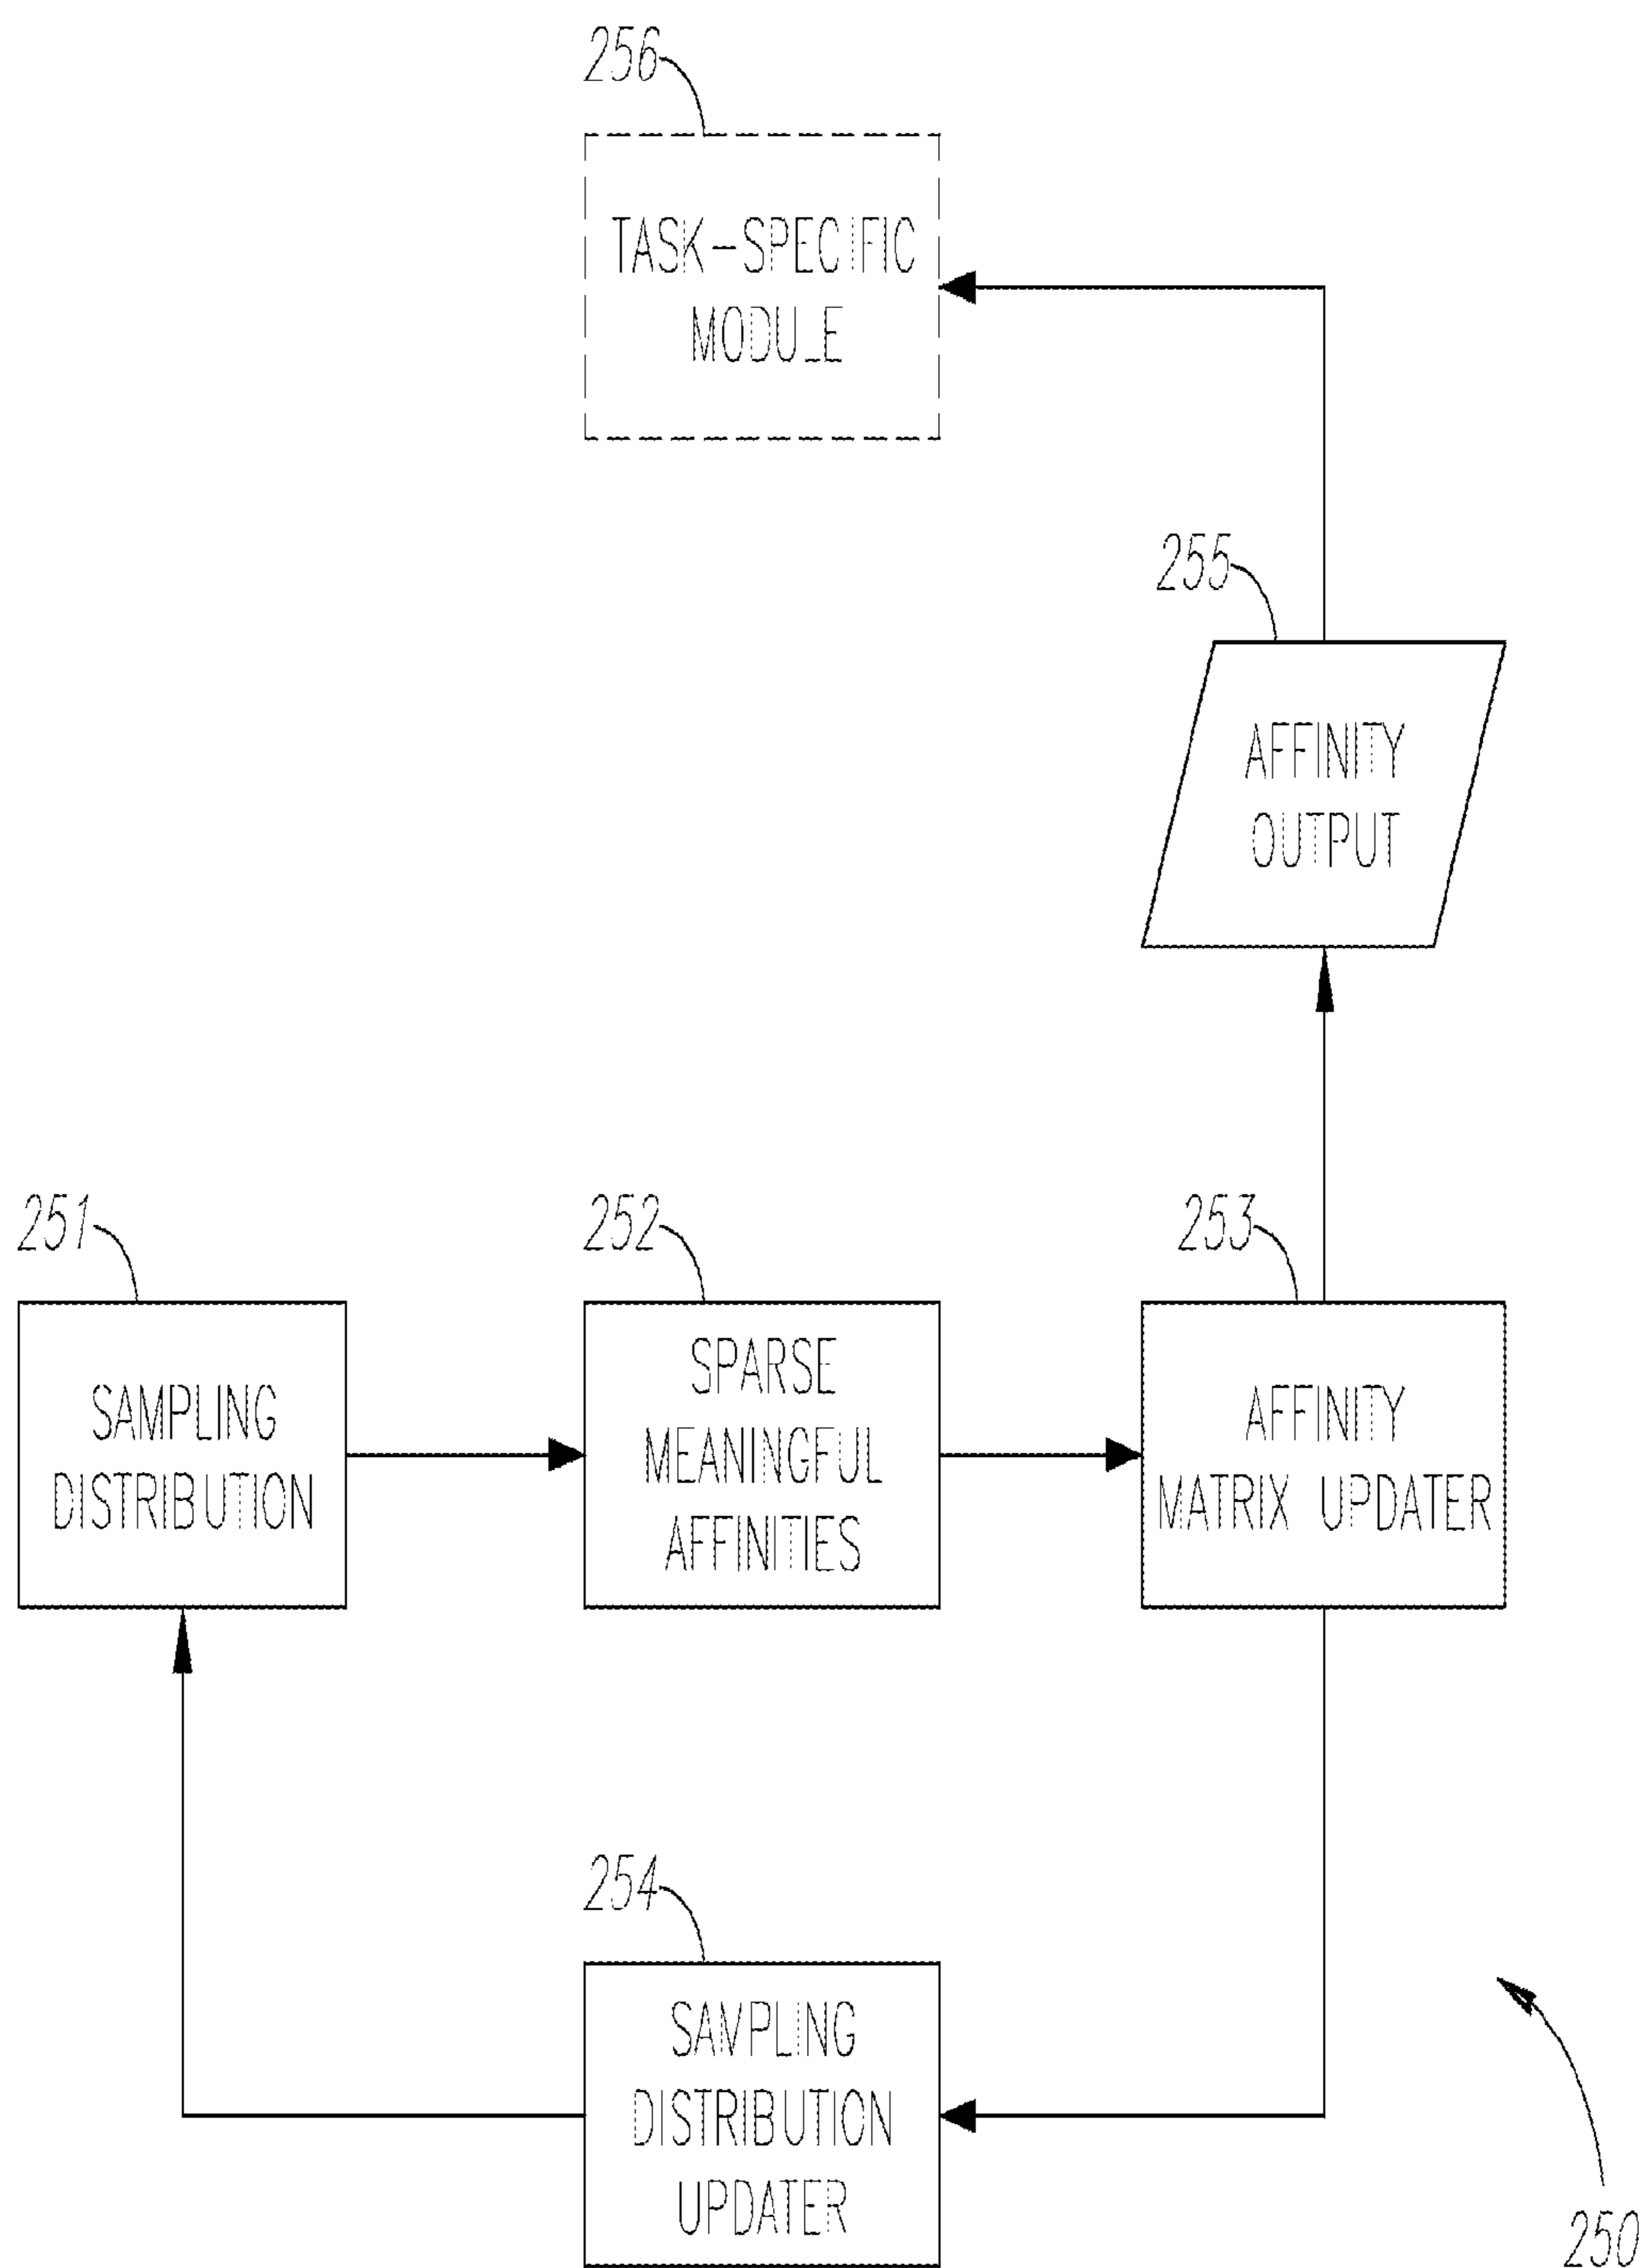 256
TASK-SPECIFIC
MODULE
255
AFFINITY
OUTPUT
251
SAMPLING
DISTRIBUTION
252
SPARSE
MEANINGFUL
AFFINITIES
253
AFFINITY
MATRIX UPDATER
254
SAMPLING
DISTRIBUTION
UPDATER
250